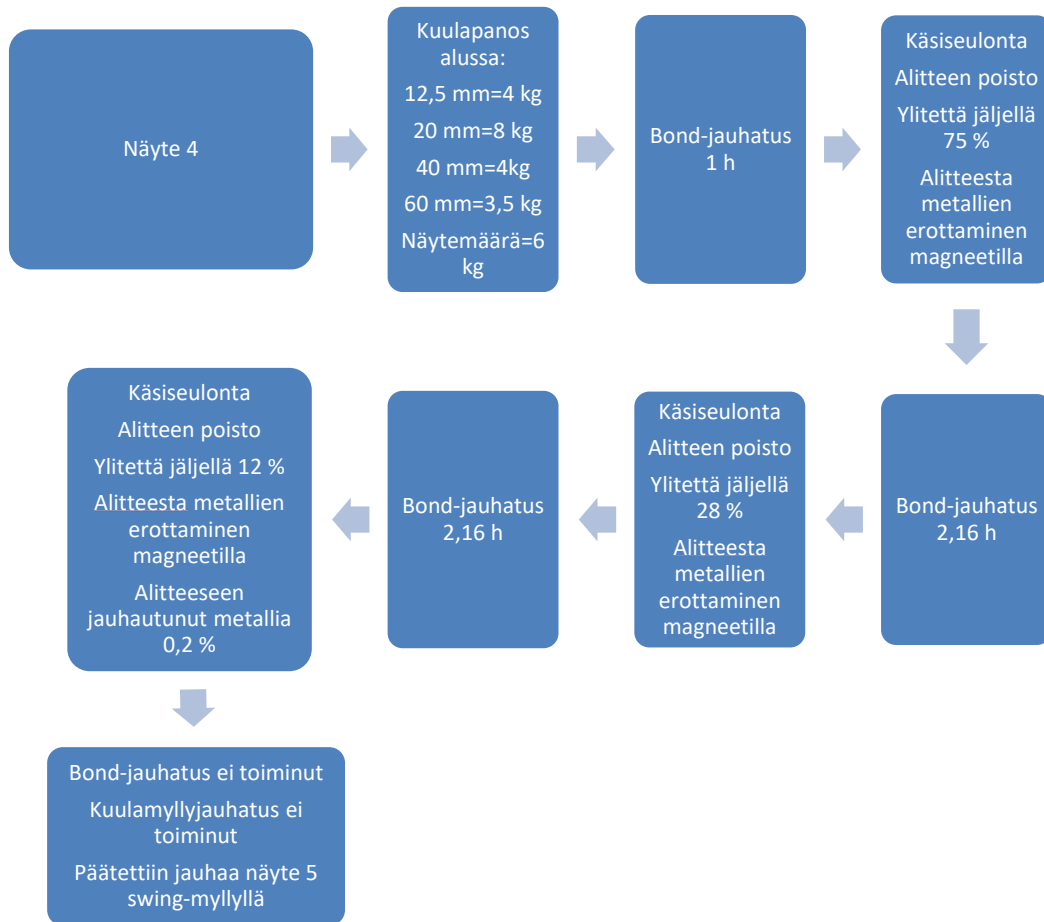 Näyte 4
Kuulapanos
alussa:
12,5 mm=4 kg
20 mm=8 kg
40 mm=4kg
60 mm=3,5 kg
Näytemäärä=6
kg
Bond-jauhatus
1 h
Käsiseulonta
Alitteen poisto
Ylitettä jäljellä
75 %
Alitteesta
metallien
erottaminen
magneetilla
Bond-jauhatus
2,16 h
Käsiseulonta
Alitteen poisto
Ylitettä jäljellä
28 %
Alitteesta
metallien
erottaminen
magneetilla
Bond-jauhatus
2,16 h
Käsiseulonta
Alitteen poisto
Ylitettä jäljellä 12 %
Alitteesta metallien
erottaminen
magneetilla
Alitteeseen
jauhautunut metallia
0,2 %
Bond-jauhatus ei toiminut
Kuulamyllyjauhatus ei
toiminut
Päätettiin jauhaa näyte 5
swing-myllyllä